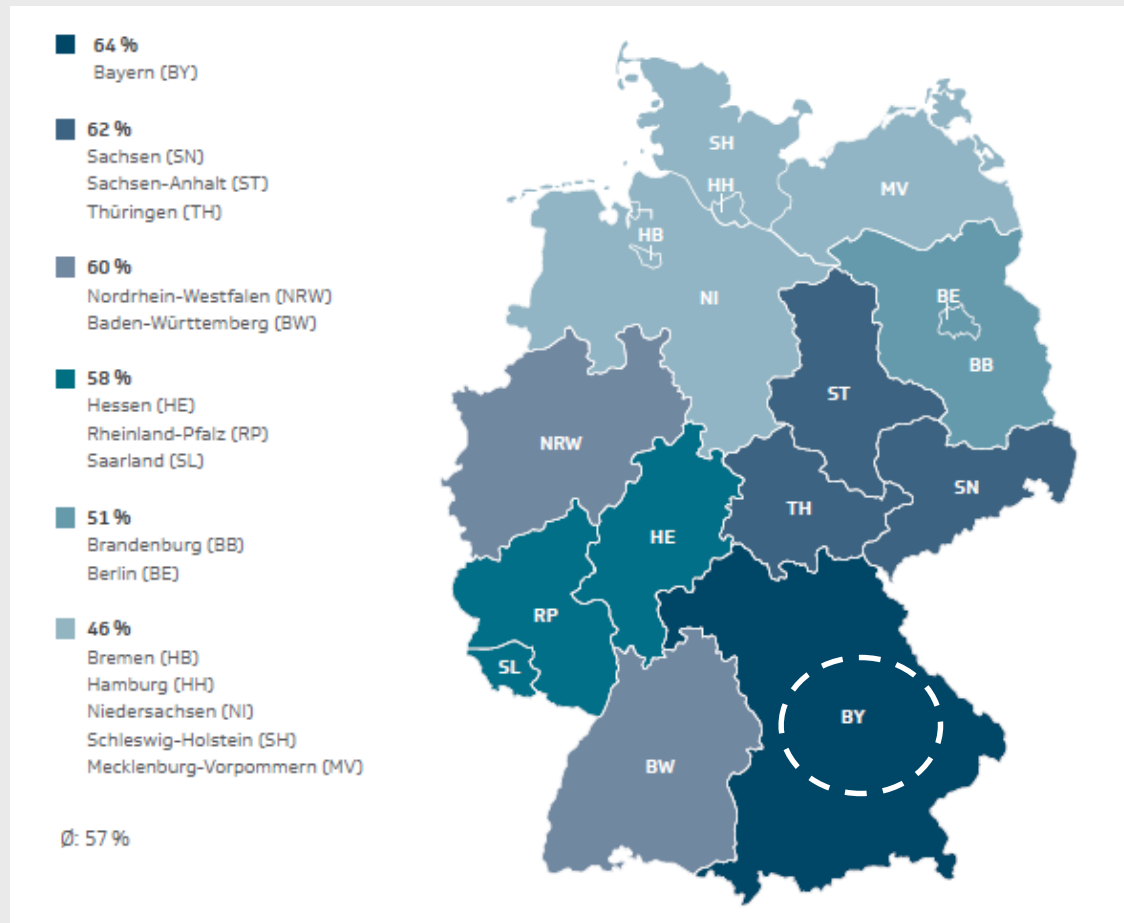 64 %
Bayern (BY)
62 %
Sachsen (SN)
Sachsen-Anhalt (ST)
Thüringen (TH)
60 %
Nordrhein-Westfalen (NRW)
Baden-Württemberg (BW)
58 %
Hessen (HE)
Rheinland-Pfalz (RP)
Saarland (SL)
51 %
Brandenburg (BB)
Berlin (BE)
46 %
Bremen (HB)
Hamburg (HH)
Niedersachsen (NI)
Schleswig-Holstein (SH)
Mecklenburg-Vorpommern (MV)
Ø: 57 %
SH
HH
MV
HB
NI
BE
BB
ST
NRW
SN
TH
HE
RP
SL
BY
BW